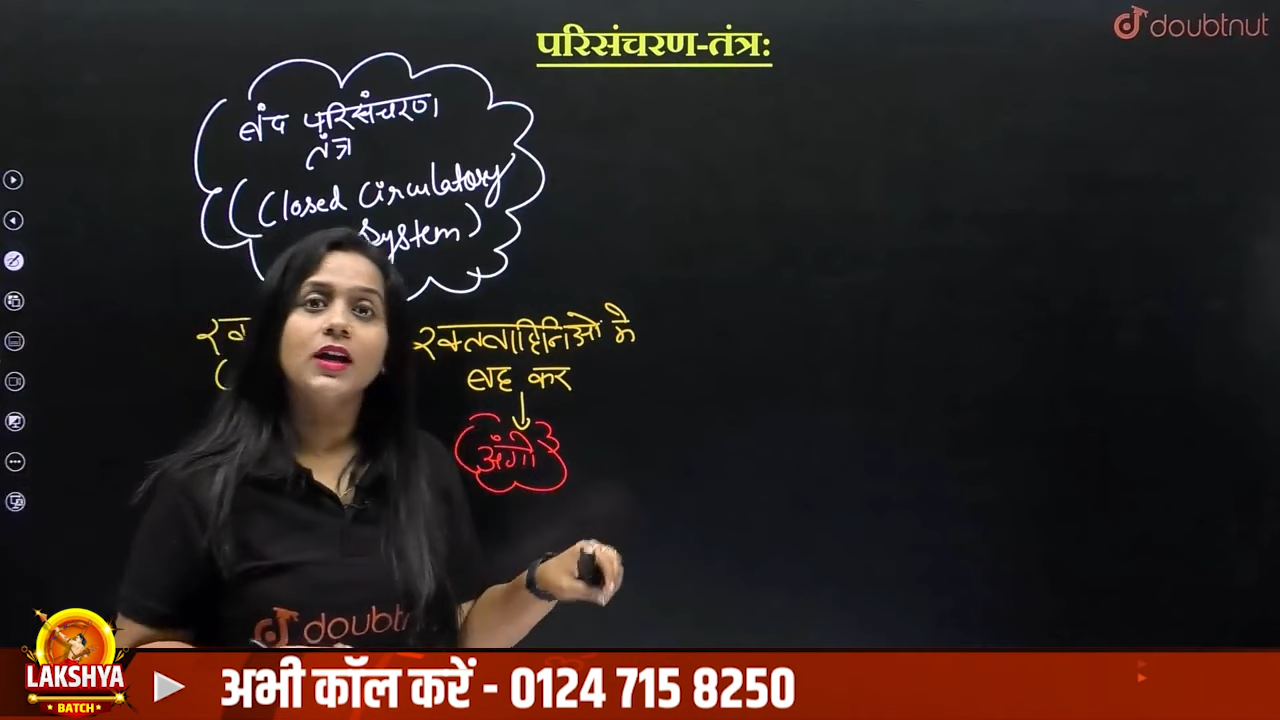 परिसंचरण-तंत्र:
doubtnut
बंद परिसंचरण
तंत्र
(Closed Circulatory
System)
रक्तवाहिनिओ मे
बह कर
अंगो
doubtn
LAKSHYA
BATCH
अभी कॉल करें - 0124 715 8250